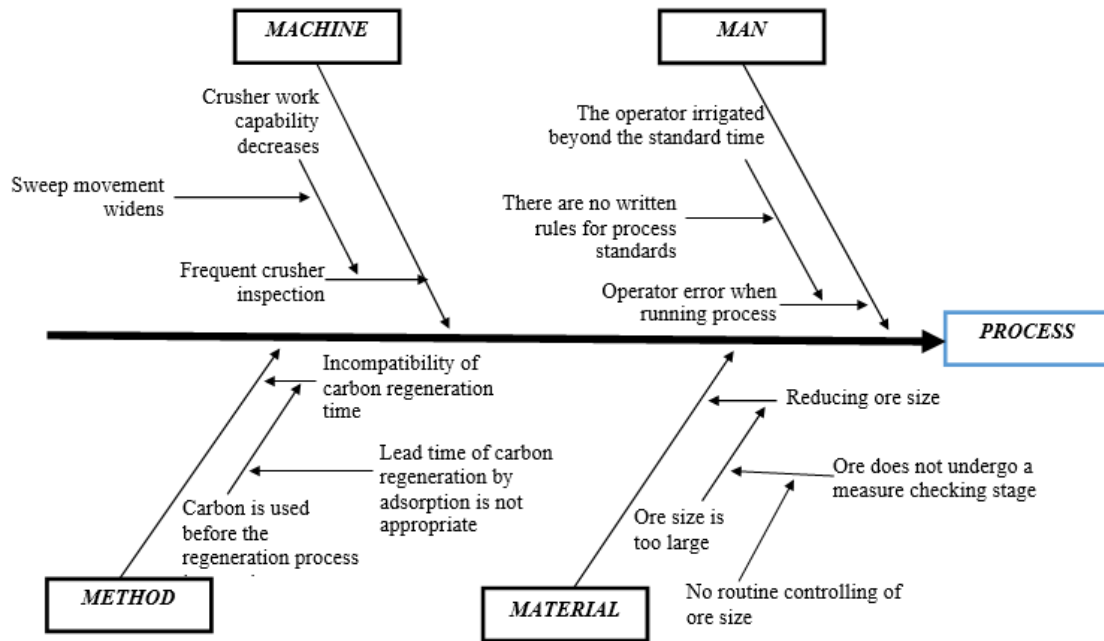 MACHINE
MAN
Crusher work
capability
decreases
The operator irrigated
beyond the standard time
Sweep movement
widens
There are no written
rules for process
standards
Frequent crusher
inspection
Operator error when
running process
PROCESS
Incompatibility of
carbon regeneration
time
Reducing ore size
Lead time of carbon
regeneration by
adsorption is not
appropriate
Ore does not undergo a
measure checking stage
Carbon is used
before the
regeneration process
Ore size is
too large
No routine controlling of
ore size
METHOD
MATERIAL